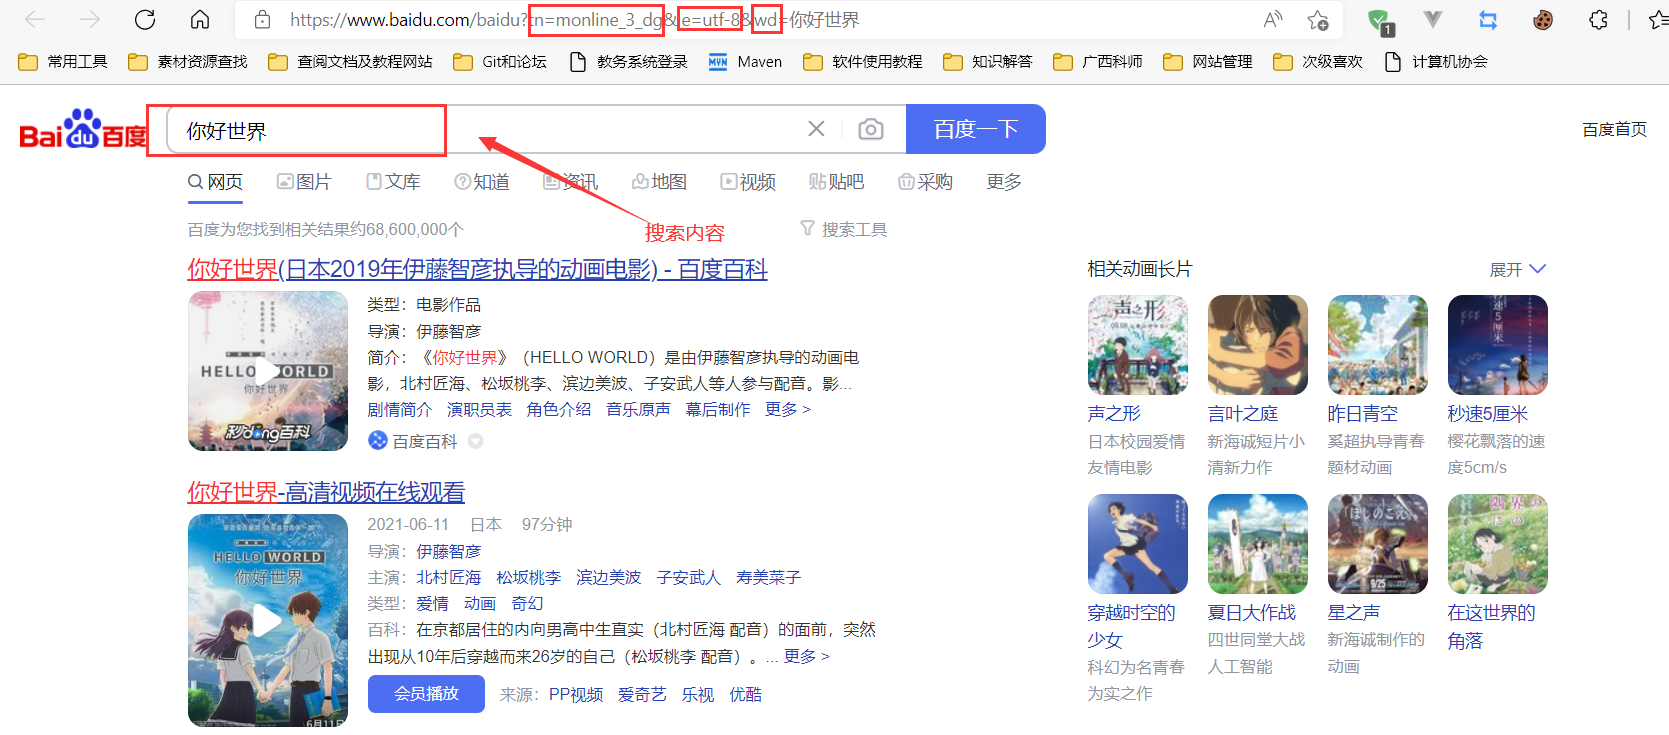 https://www.baidu.com/baidu?tn=monline_3_dg&ie=utf-8&wd=你好世界
1
常用工具 素材资源查找 查阅文档及教程网站 Git和论坛 教务系统登录 Maven 软件使用教程 知识解答 广西科师 网站管理 次级喜欢 计算机协会
Bai du 百度
你好世界
百度一下
百度首页
网页 图片 文库 知道 资讯 地图 视频 贴吧 采购 更多
搜索内容
百度为您找到相关结果约68,600,000个
搜索工具
你好世界(日本2019年伊藤智彦执导的动画电影) - 百度百科
HELLO WORLD
你好世界
秒dong百科
类型：电影作品
导演：伊藤智彦
简介：《你好世界》（HELLO WORLD）是由伊藤智彦执导的动画电
影，北村匠海、松坂桃李、滨边美波、子安武人等人参与配音。影...
剧情简介 演职员表 角色介绍 音乐原声 幕后制作 更多 >
百度百科
你好世界-高清视频在线观看
HELLO WORLD
你好世界
6月11日
2021-06-11 日本 97分钟
导演：伊藤智彦
主演：北村匠海 松坂桃李 滨边美波 子安武人 寿美菜子
类型：爱情 动画 奇幻
百科：在京都居住的内向男高中生直实（北村匠海 配音）的面前，突然
出现从10年后穿越而来26岁的自己（松坂桃李 配音）。... 更多 >
会员播放
来源：PP视频 爱奇艺 乐视 优酷
相关动画长片
展开
声之形
声之形
日本校园爱情
友情电影
言叶之庭
新海诚短片小
清新力作
昨日青空
奚超执导青春
题材动画
秒速5厘米
樱花飘落的速
度5cm/s
穿越时空的
少女
科幻为名青春
为实之作
夏日大作战
四世同堂大战
人工智能
ほしのこえ
9/25
星之声
新海诚制作的
动画
在这世界的
角落